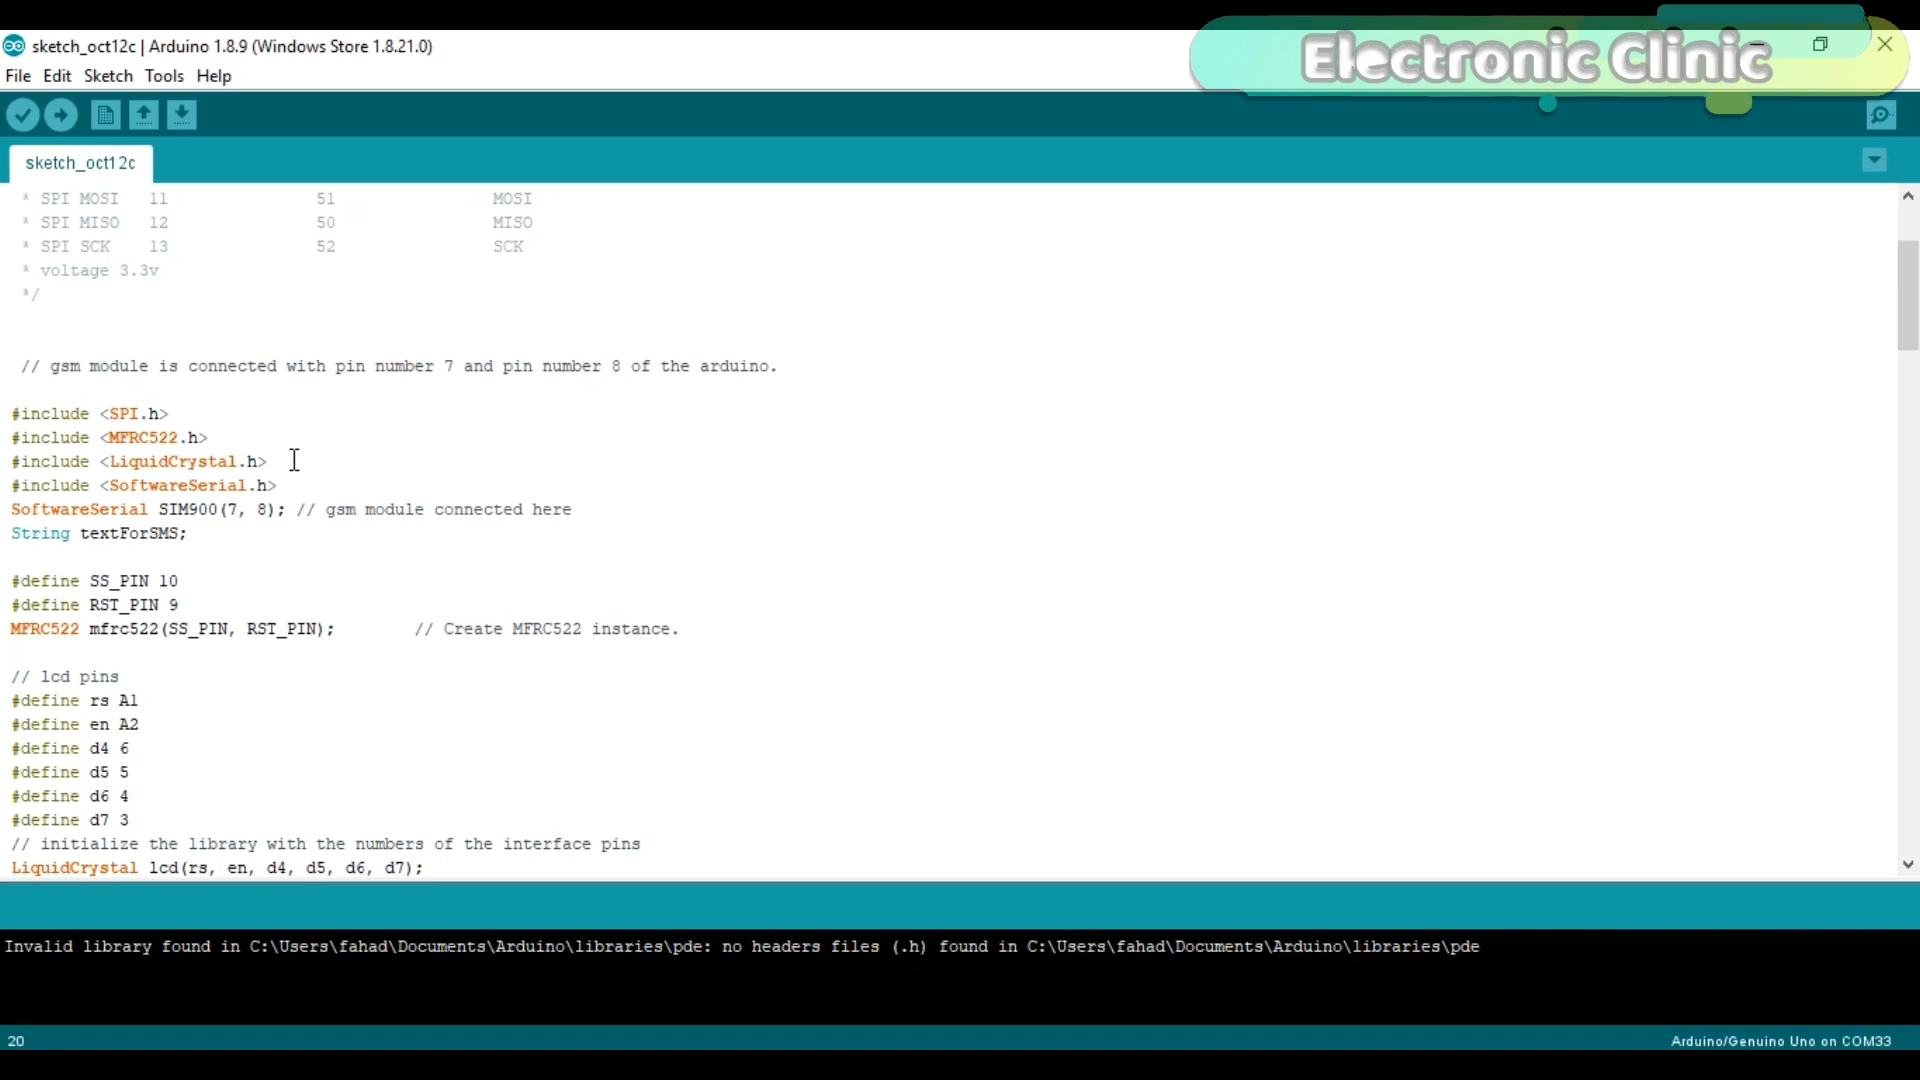 sketch_oct12c | Arduino 1.8.9 (Windows Store 1.8.21.0)
Electronic Clinic
File Edit Sketch Tools Help
sketch_oct12c
* SPI MOSI 11 51 MOSI
* SPI MISO 12 50 MISO
* SPI SCK 13 52 SCK
* voltage 3.3v
*/
// gsm module is connected with pin number 7 and pin number 8 of the arduino.
#include <SPI.h>
#include <MFRC522.h>
#include <LiquidCrystal.h>
#include <SoftwareSerial.h>
SoftwareSerial SIM900(7, 8); // gsm module connected here
String textForSMS;
#define SS_PIN 10
#define RST_PIN 9
MFRC522 mfrc522(SS_PIN, RST_PIN); // Create MFRC522 instance.
// lcd pins
#define rs A1
#define en A2
#define d4 6
#define d5 5
#define d6 4
#define d7 3
// initialize the library with the numbers of the interface pins
LiquidCrystal lcd(rs, en, d4, d5, d6, d7);
Invalid library found in C:\Users\fahad\Documents\Arduino\libraries\pde: no headers files (.h) found in C:\Users\fahad\Documents\Arduino\libraries\pde
20
Arduino/Genuino Uno on COM33